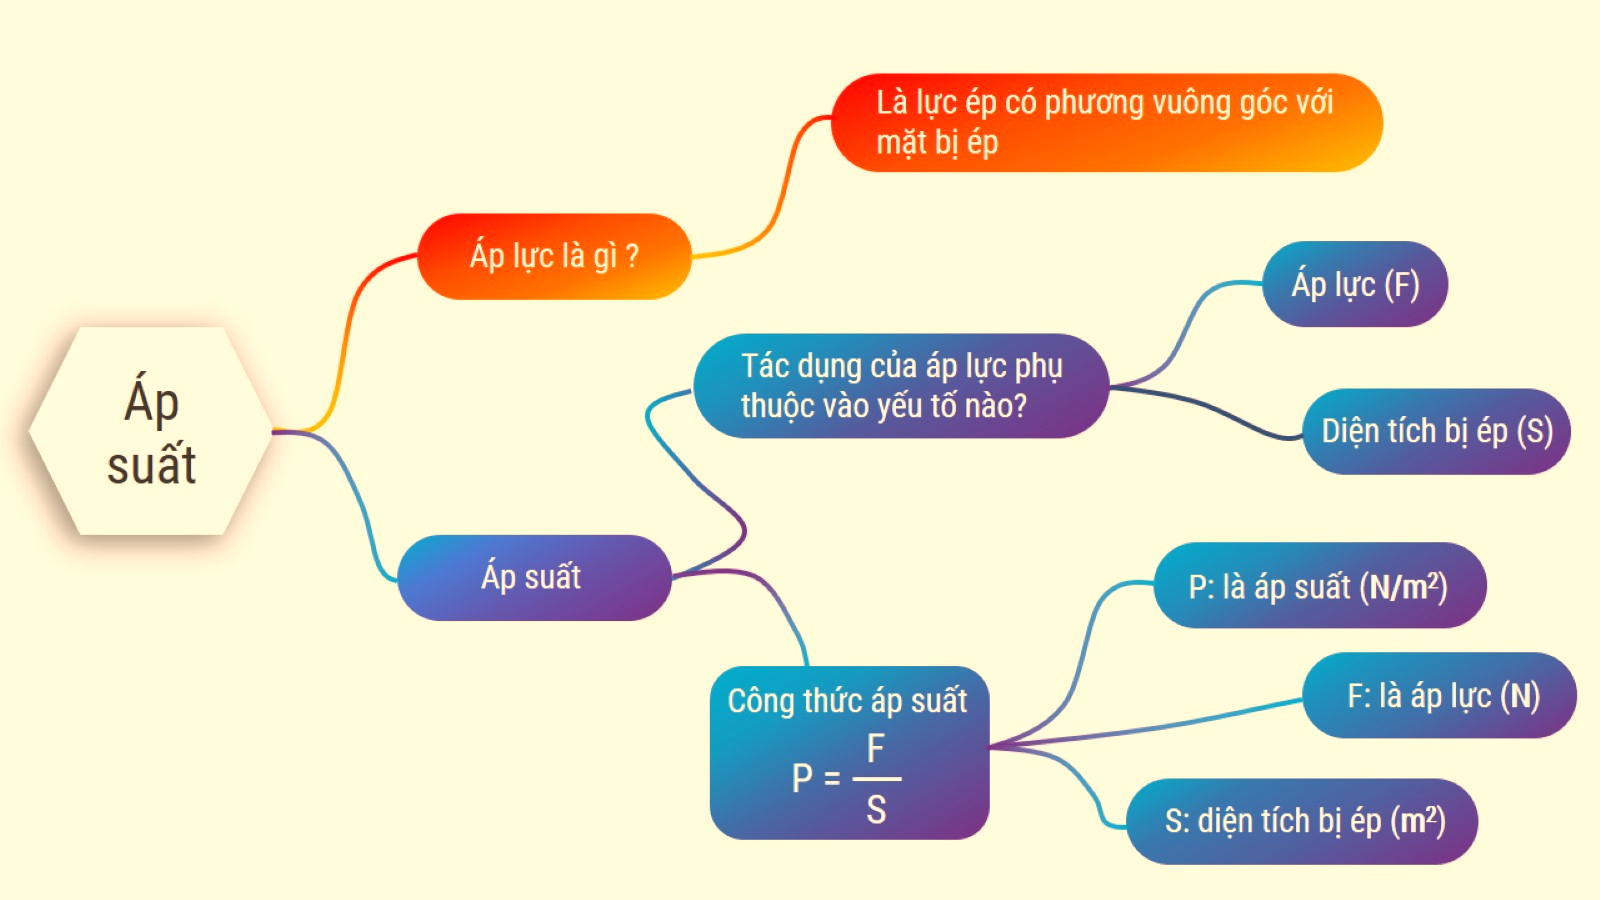 Áp
suất
Áp lực là gì ?
Là lực ép có phương vuông góc với
mặt bị ép
Áp suất
Tác dụng của áp lực phụ
thuộc vào yếu tố nào?
Áp lực (F)
Diện tích bị ép (S)
Công thức áp suất
P = F
S
P: là áp suất (N/m²)
F: là áp lực (N)
S: diện tích bị ép (m²)